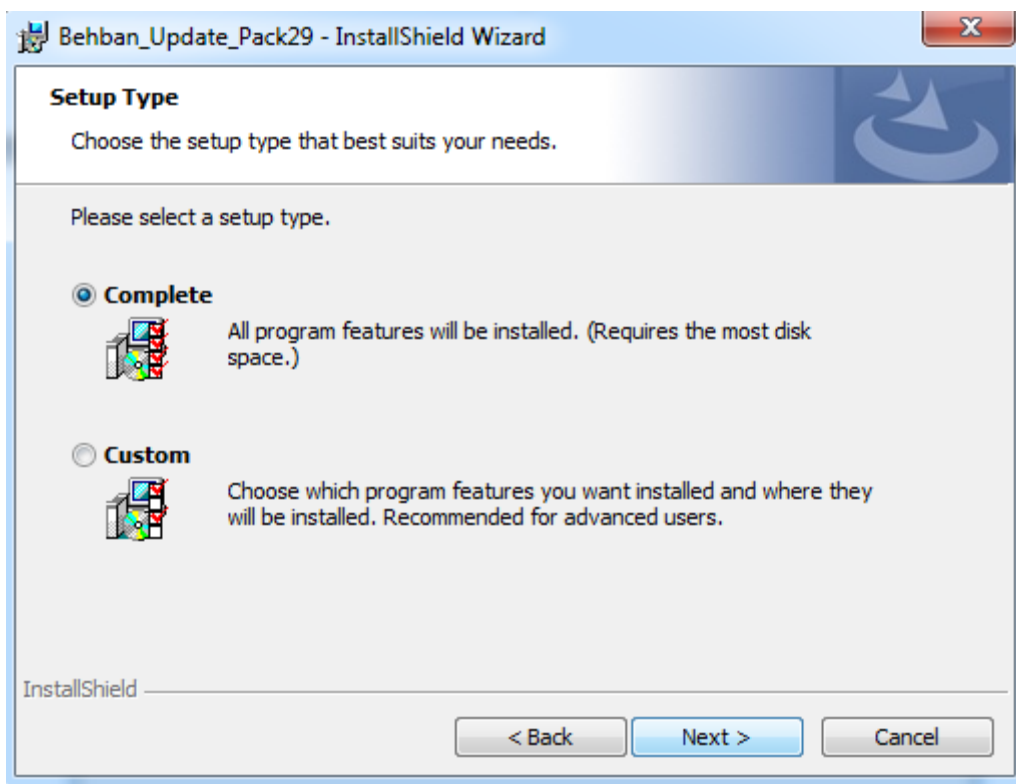 Behban_Update_Pack29 - InstallShield Wizard
Setup Type
Choose the setup type that best suits your needs.
Please select a setup type.
Complete
All program features will be installed. (Requires the most disk
space.)
Custom
Choose which program features you want installed and where they
will be installed. Recommended for advanced users.
InstallShield
< Back
Next >
Cancel